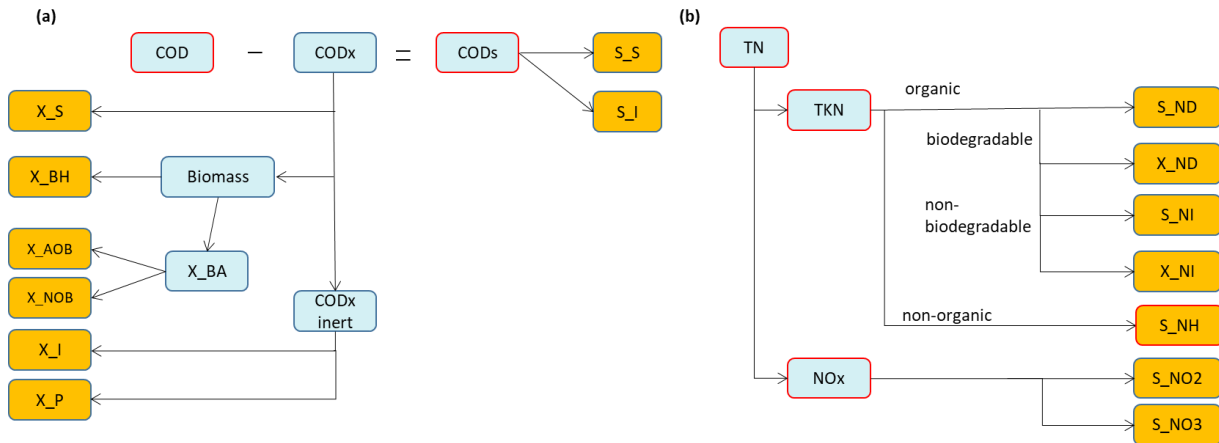 (a)
COD
–
CODx
=
CODs
S_S
S_I
X_S
Biomass
X_BH
X_AOB
X_BA
X_NOB
CODx
inert
X_I
X_P
(b)
TN
TKN
organic
S_ND
biodegradable
X_ND
non-
biodegradable
S_NI
X_NI
non-organic
S_NH
NOx
S_NO2
S_NO3